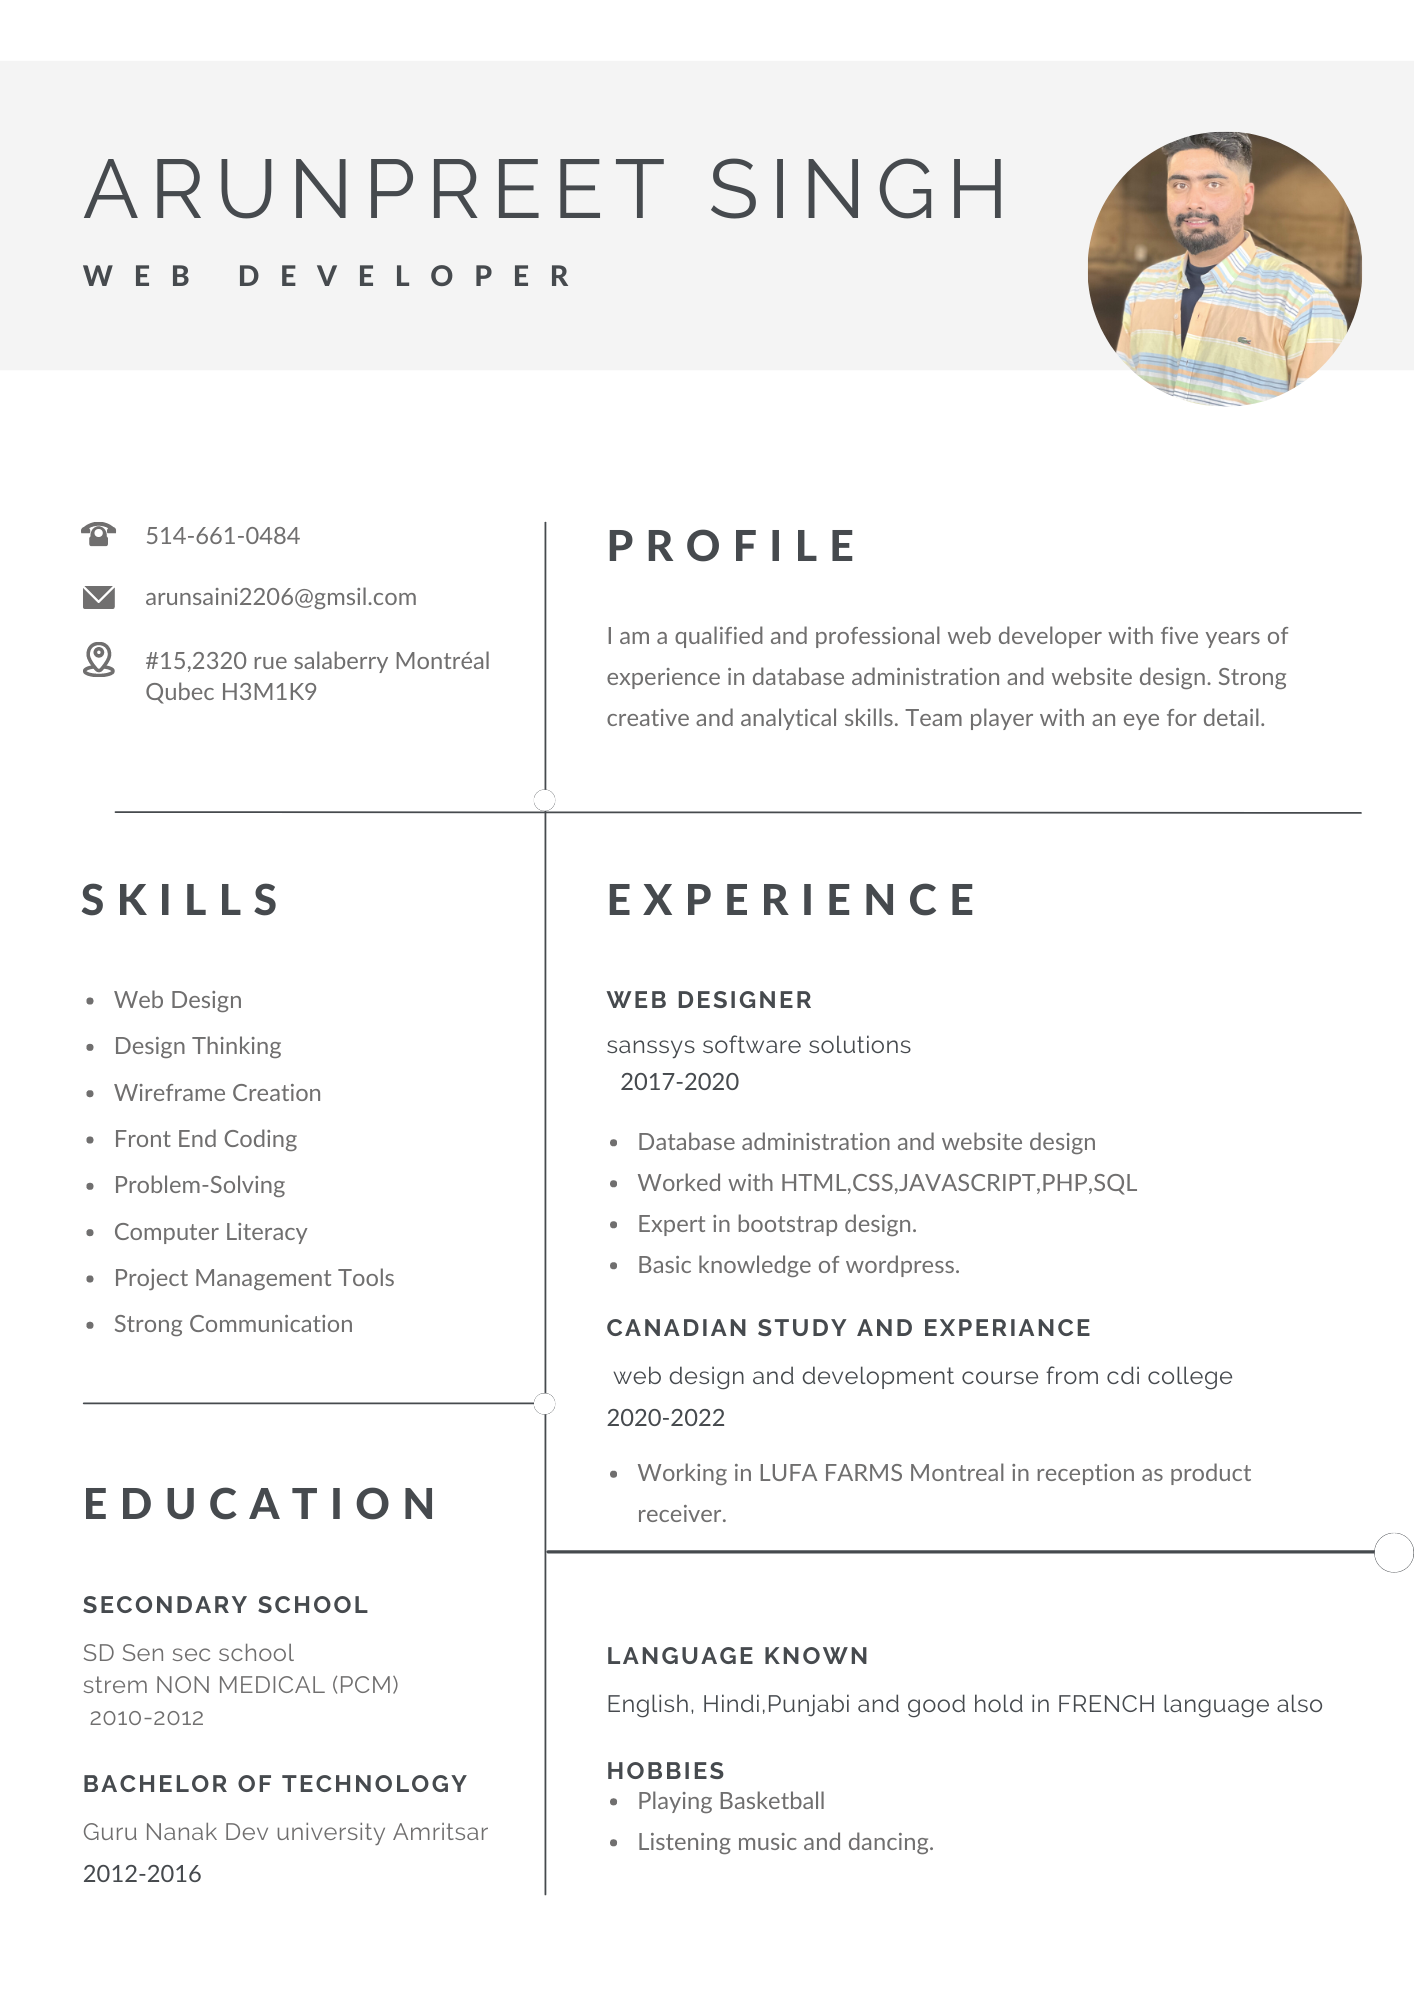 ARUNPREET SINGH
WEB DEVELOPER
514-661-0484
arunsaini2206@gmsil.com
#15,2320 rue salaberry Montréal
Qubec H3M1K9
PROFILE
I am a qualified and professional web developer with five years of
experience in database administration and website design. Strong
creative and analytical skills. Team player with an eye for detail.
SKILLS
• Web Design
• Design Thinking
• Wireframe Creation
• Front End Coding
• Problem-Solving
• Computer Literacy
• Project Management Tools
• Strong Communication
EDUCATION
SECONDARY SCHOOL
SD Sen sec school
strem NON MEDICAL (PCM)
2010-2012
BACHELOR OF TECHNOLOGY
Guru Nanak Dev university Amritsar
2012-2016
EXPERIENCE
WEB DESIGNER
sanssys software solutions
2017-2020
• Database administration and website design
• Worked with HTML,CSS,JAVASCRIPT,PHP,SQL
• Expert in bootstrap design.
• Basic knowledge of wordpress.
CANADIAN STUDY AND EXPERIANCE
web design and development course from cdi college
2020-2022
• Working in LUFA FARMS Montreal in reception as product
receiver.
LANGUAGE KNOWN
English, Hindi,Punjabi and good hold in FRENCH language also
HOBBIES
• Playing Basketball
• Listening music and dancing.